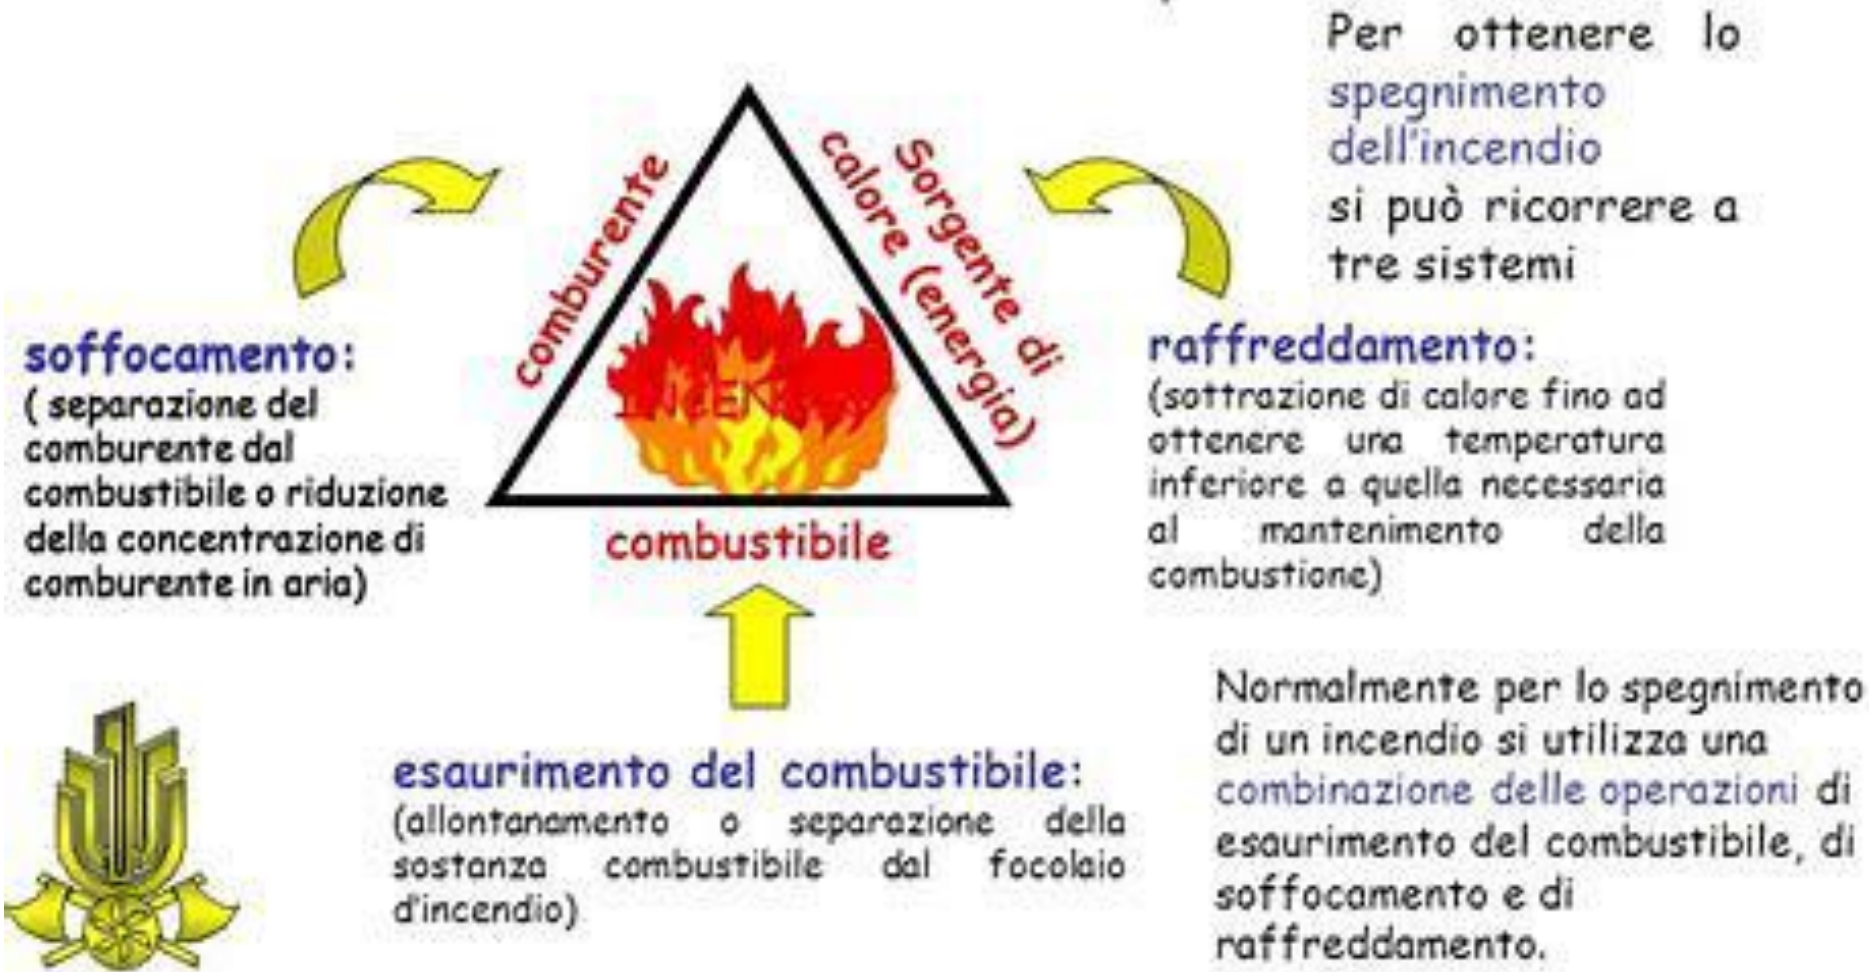 Per ottenere lo
spegnimento
dell'incendio
si può ricorrere a
tre sistemi
comburente
Sorgente di
calore (energia)
soffocamento:
( separazione del
comburente dal
combustibile o riduzione
della concentrazione di
comburente in aria)
raffreddamento:
(sottrazione di calore fino ad
ottenere una temperatura
inferiore a quella necessaria
al mantenimento della
combustione)
combustibile
esaurimento del combustibile:
(allontanamento o separazione della
sostanza combustibile dal focolaio
d'incendio)
Normalmente per lo spegnimento
di un incendio si utilizza una
combinazione delle operazioni di
esaurimento del combustibile, di
soffocamento e di
raffreddamento.